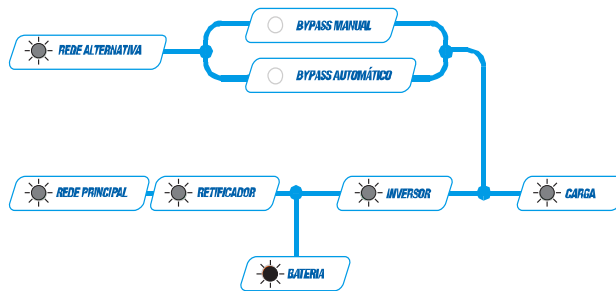 BYPASS MANUAL
REDE ALTERNATIVA
BYPASS AUTOMÁTICO
REDE PRINCIPAL
RETIFICADOR
INVERSOR
CARGA
BATERIA